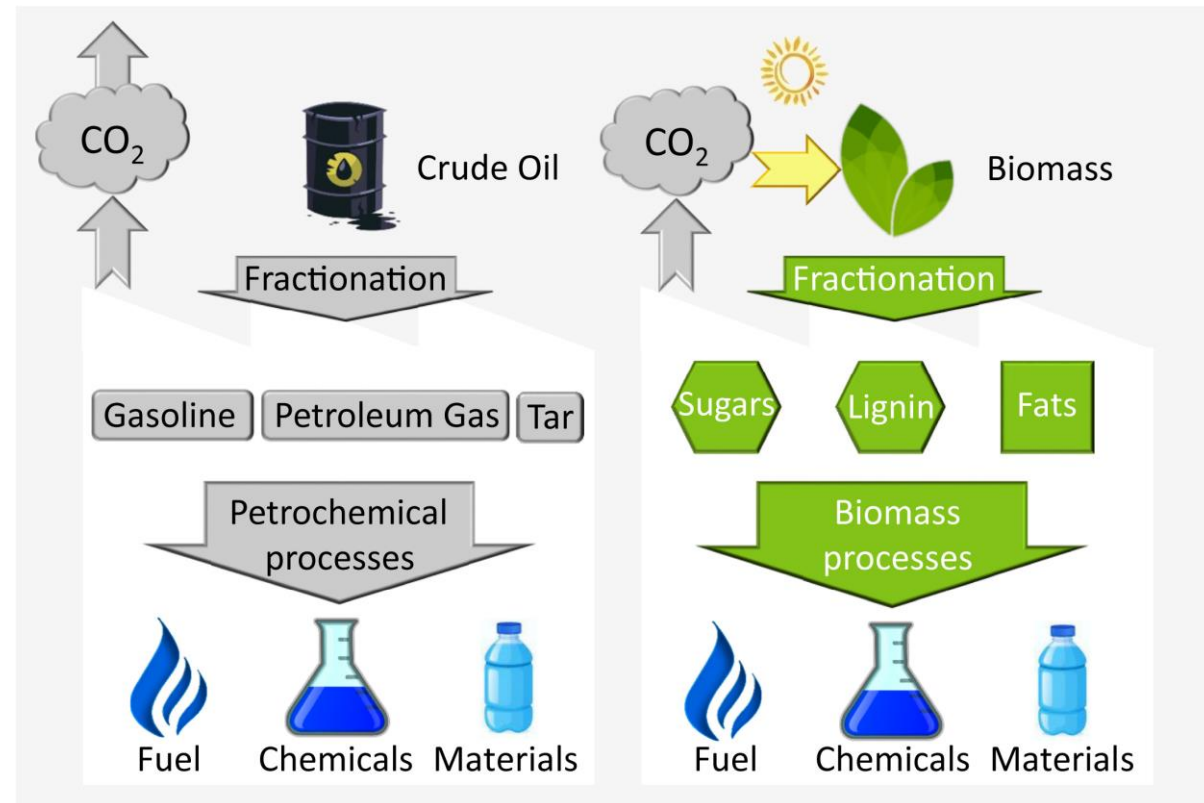 CO₂
Crude Oil
Fractionation
Gasoline
Petroleum Gas
Tar
Petrochemical
processes
Fuel
Chemicals
Materials
CO₂
Biomass
Fractionation
Sugars
Lignin
Fats
Biomass
processes
Fuel
Chemicals
Materials